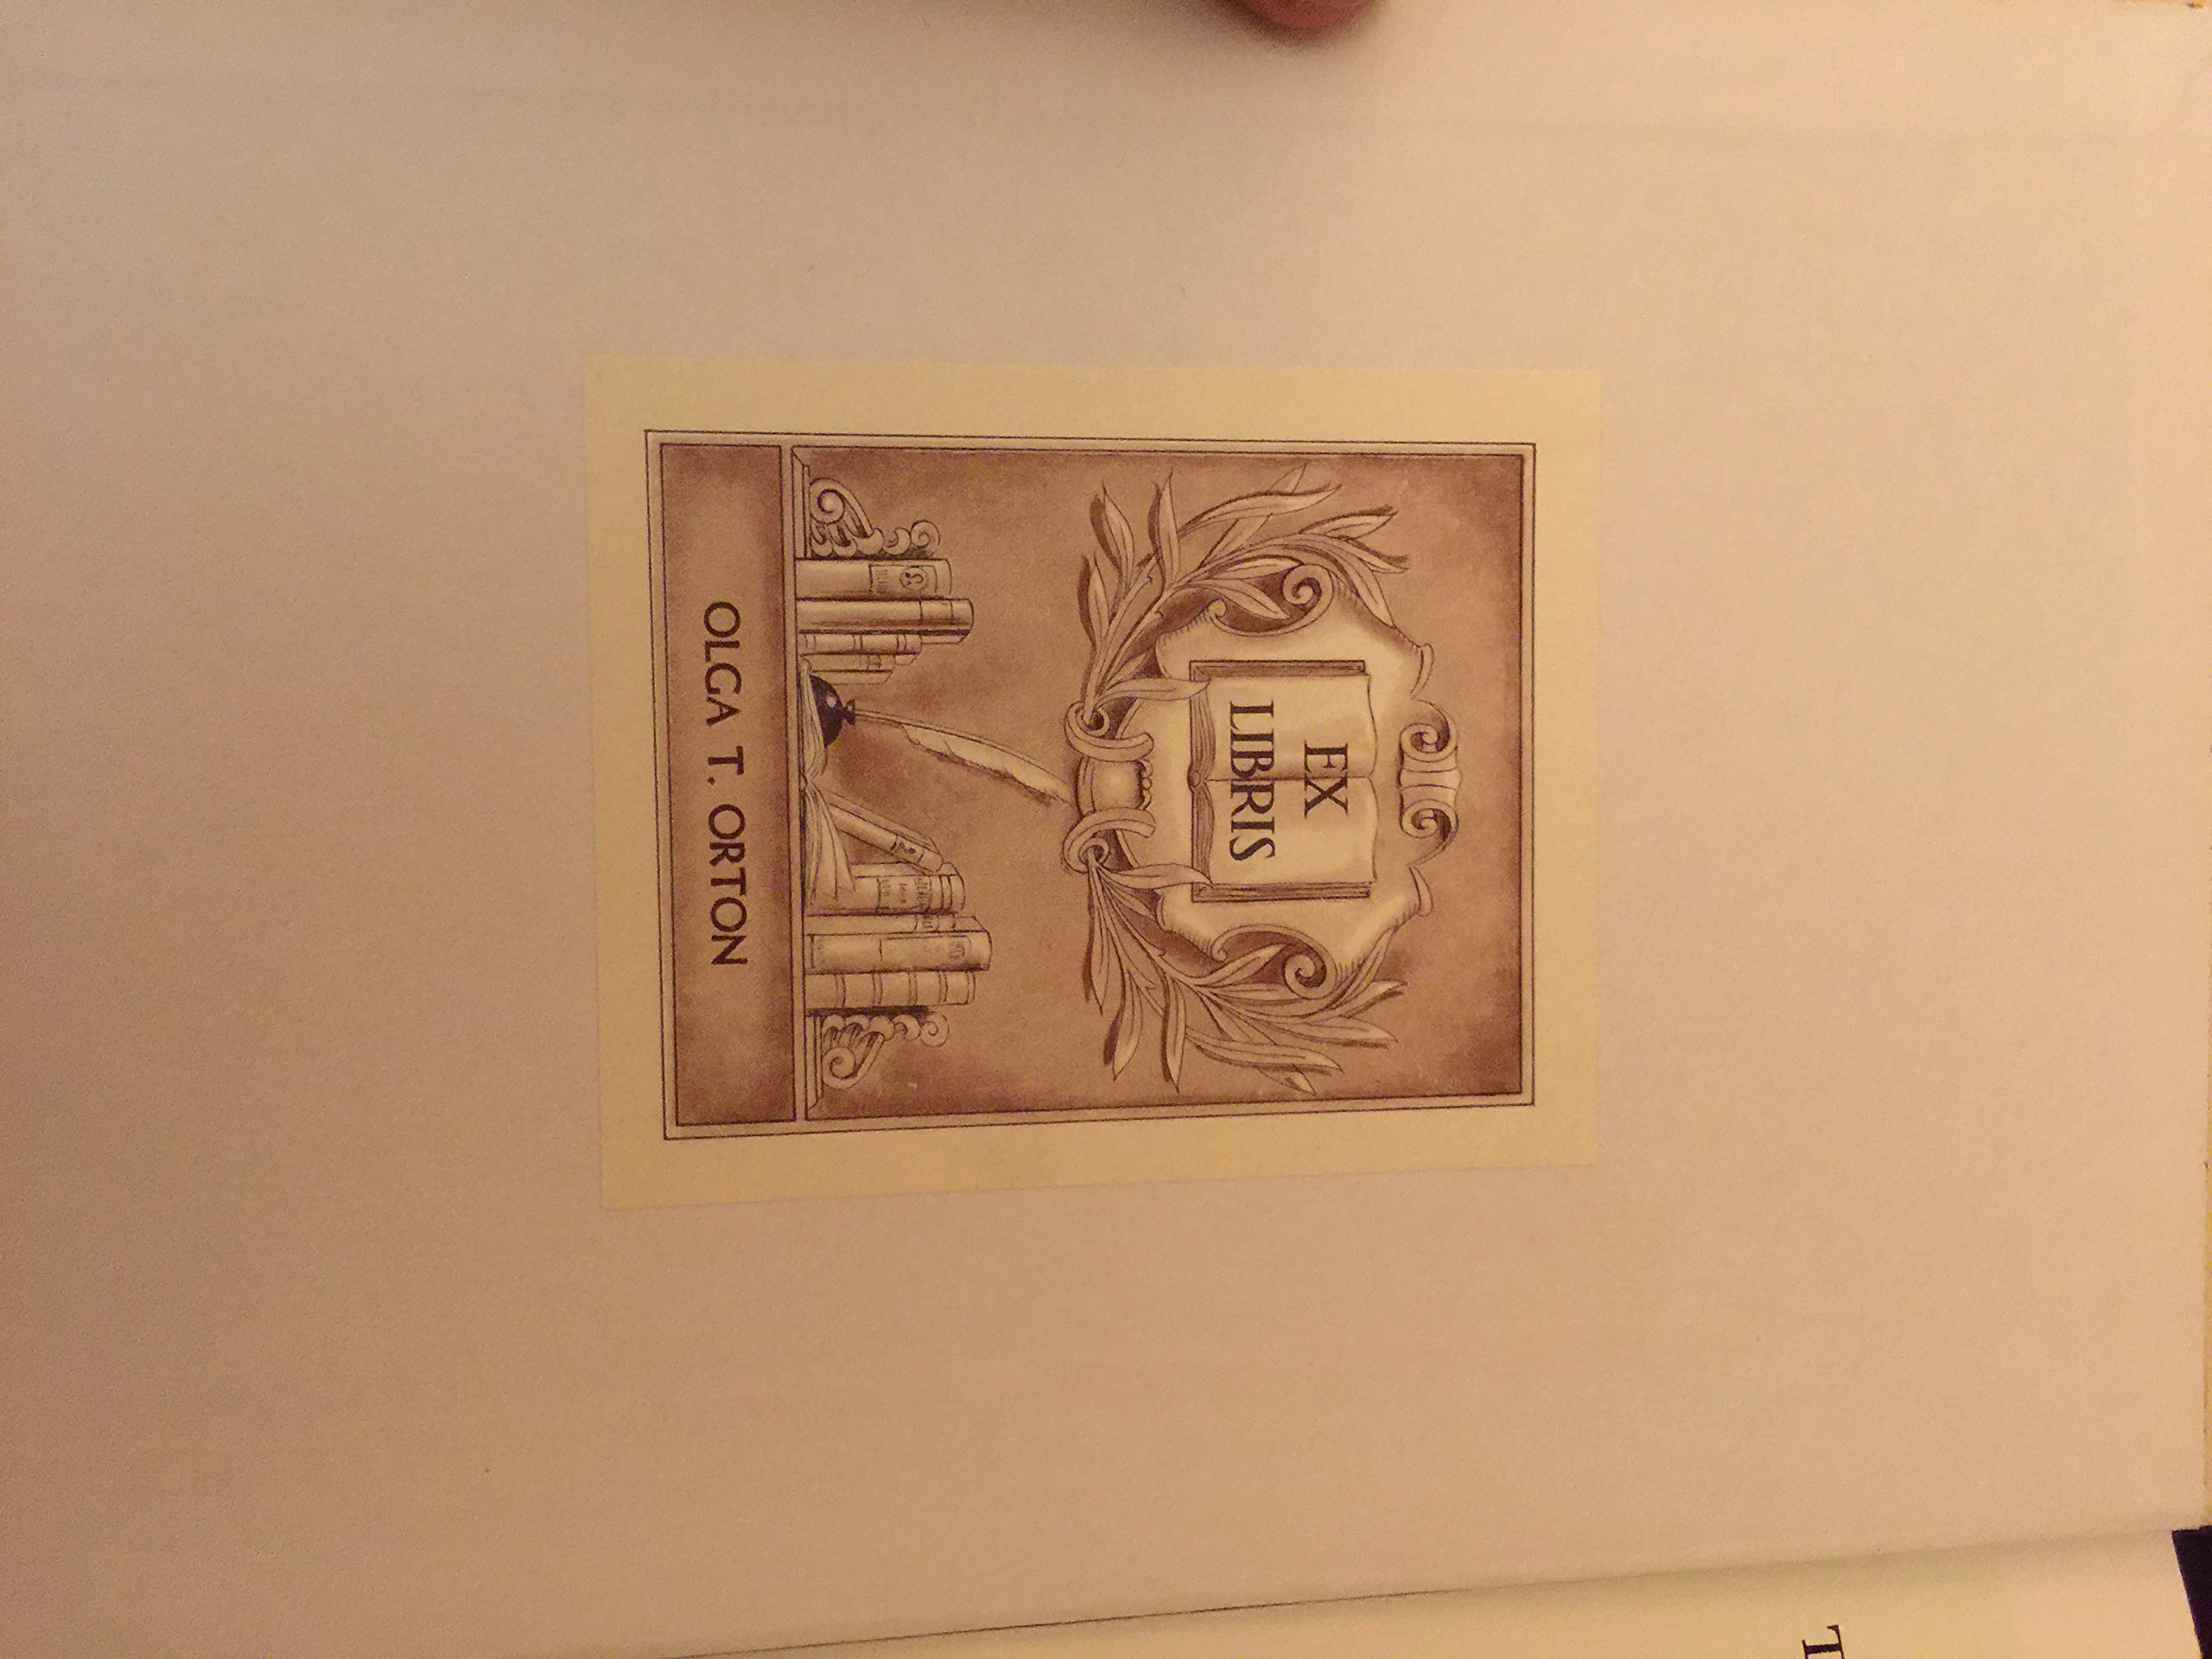 EX
LIBRIS
OLGA T. ORTON